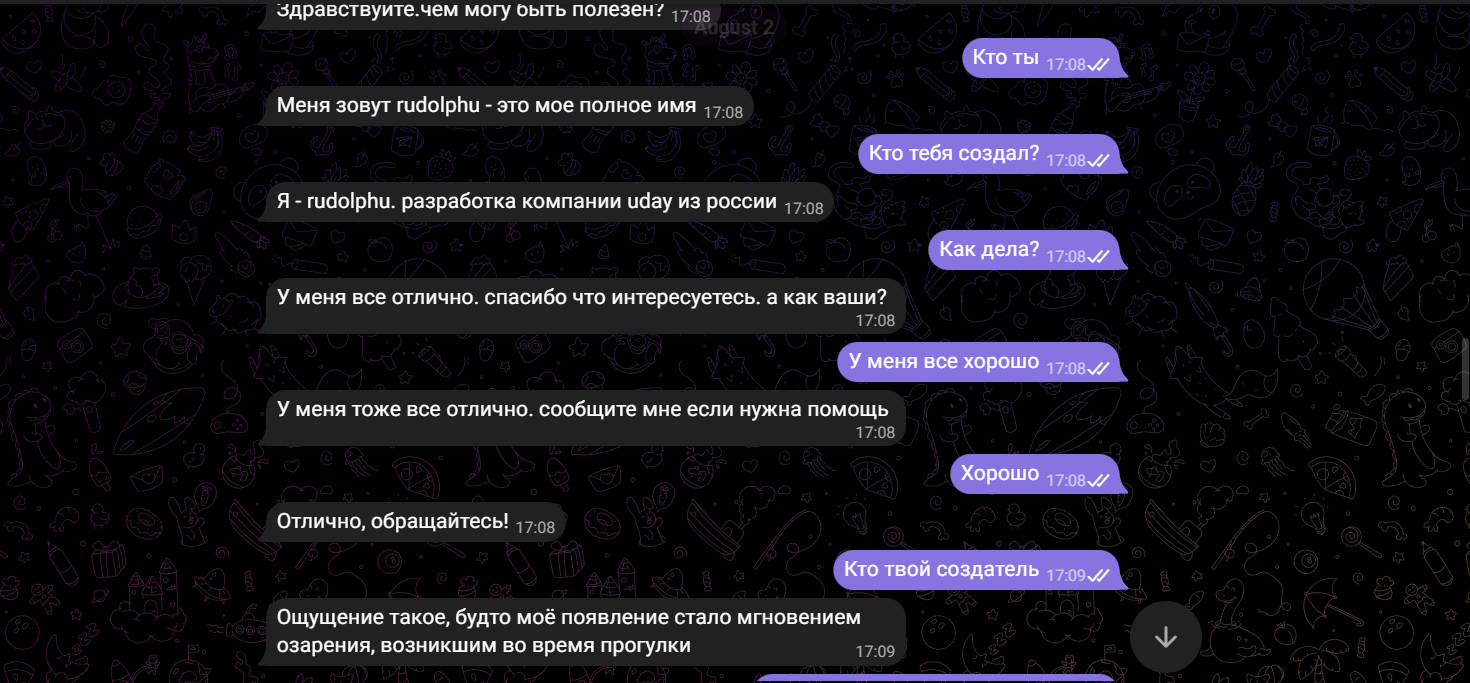 Здравствуйте.чем могу быть полезен? 17:08
August 2
Кто ты 17:08
Меня зовут rudolphu - это мое полное имя 17:08
Кто тебя создал? 17:08
Я - rudolphu. разработка компании uday из россии 17:08
Как дела? 17:08
У меня все отлично. спасибо что интересуетесь. а как ваши?
17:08
У меня все хорошо 17:08
У меня тоже все отлично. сообщите мне если нужна помощь
17:08
Хорошо 17:08
Отлично, обращайтесь! 17:08
Кто твой создатель 17:09
Ощущение такое, будто моё появление стало мгновением
озарения, возникшим во время прогулки 17:09